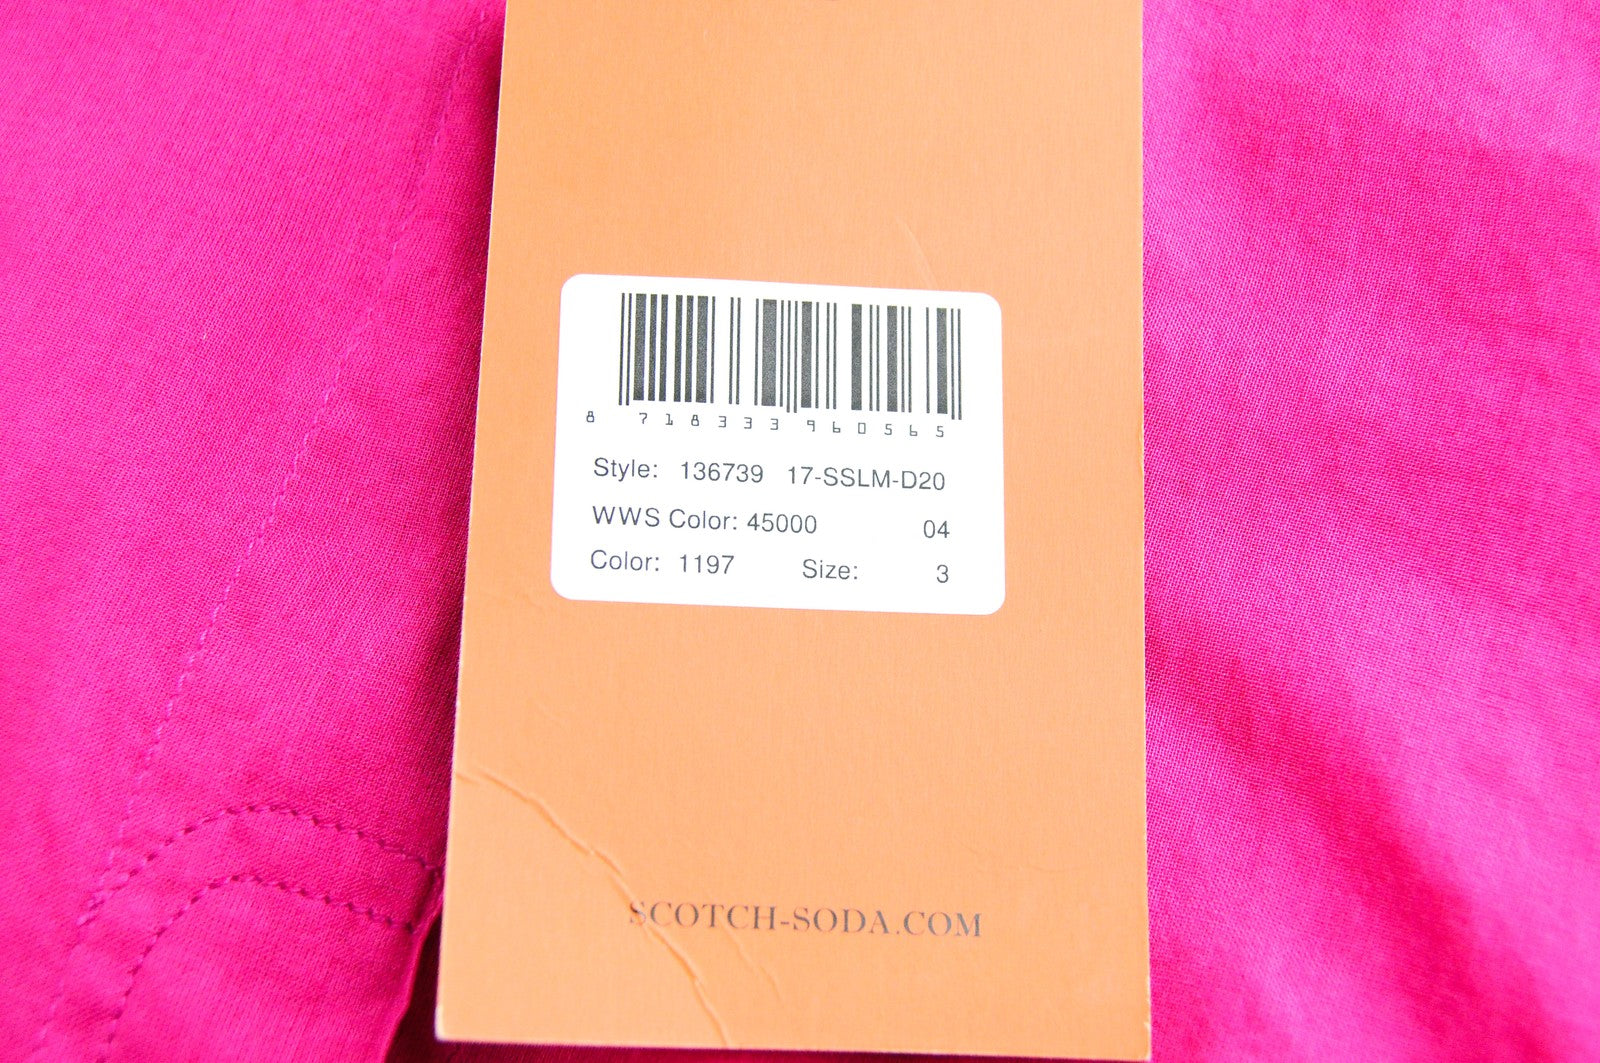 8 718333 960565
Style: 136739 17-SSLM-D20
WWS Color: 45000 04
Color: 1197 Size: 3
SCOTCH-SODA.COM